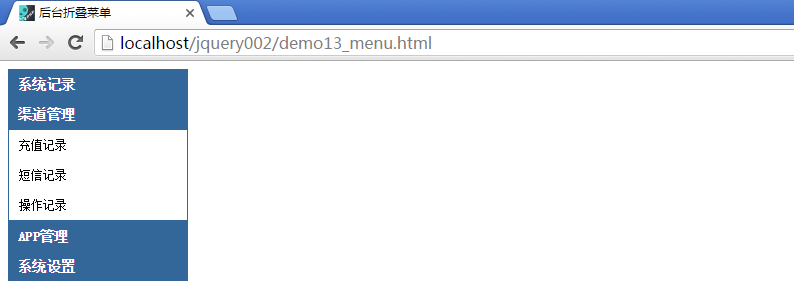 后台折叠菜单
localhost/jquery002/demo13_menu.html
系统记录
渠道管理
充值记录
短信记录
操作记录
APP管理
系统设置